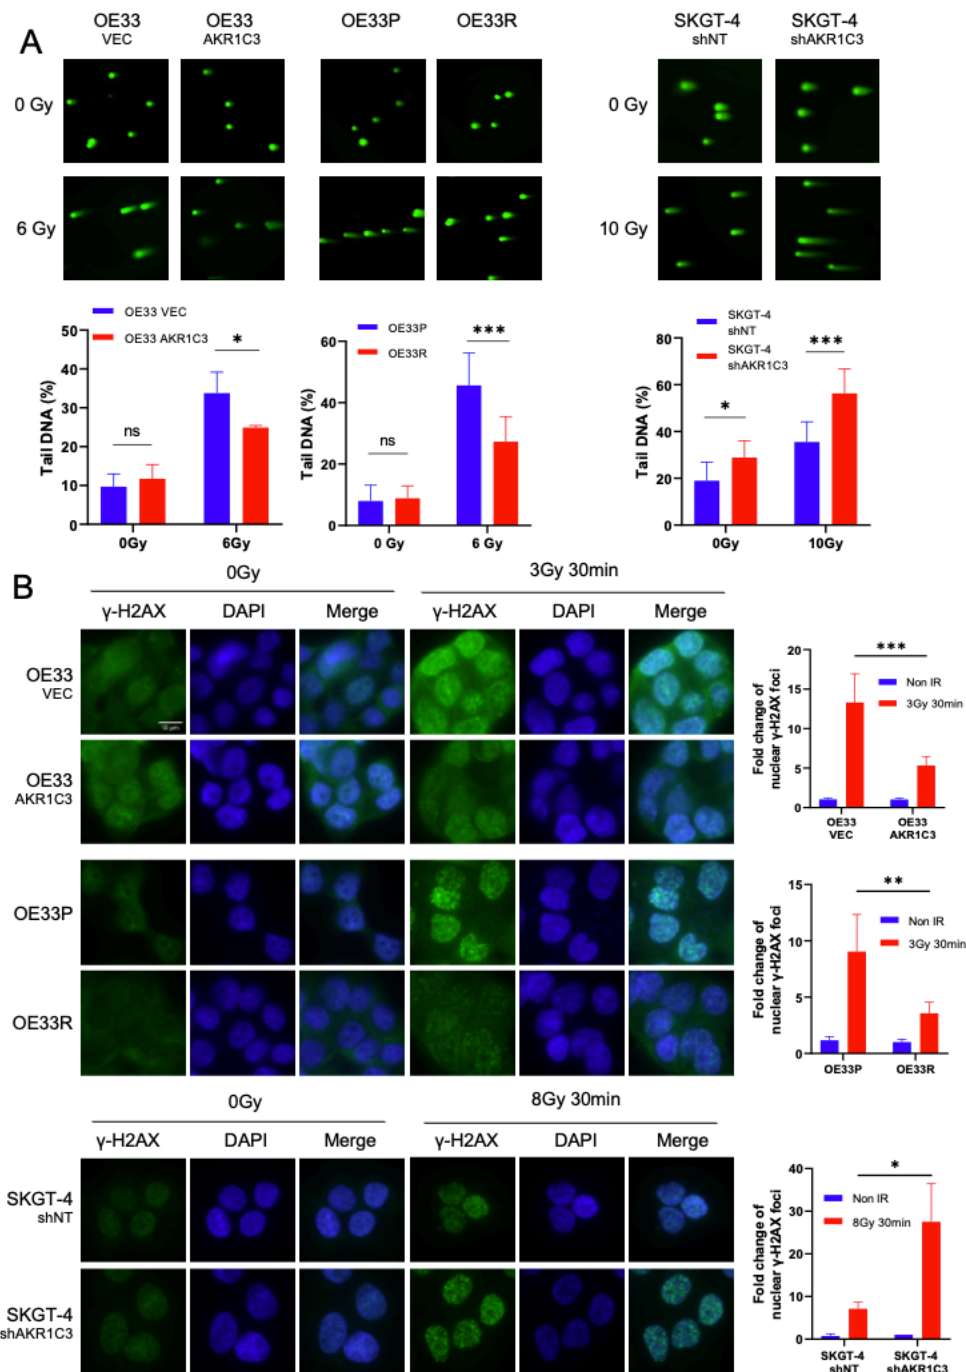 A
OE33
VEC
OE33
AKR1C3
OE33P
OE33R
SKGT-4
shNT
SKGT-4
shAKR1C3
0 Gy
0 Gy
6 Gy
10 Gy
OE33 VEC
OE33 AKR1C3
Tail DNA (%)
50
40
30
20
10
0
ns
*
0Gy
6Gy
OE33P
OE33R
Tail DNA (%)
60
40
20
0
ns
***
0 Gy
6 Gy
SKGT-4
shNT
SKGT-4
shAKR1C3
Tail DNA (%)
80
60
40
20
0
*
***
0Gy
10Gy
B
0Gy
3Gy 30min
γ-H2AX
DAPI
Merge
γ-H2AX
DAPI
Merge
OE33
VEC
OE33
AKR1C3
OE33P
OE33R
Fold change of
nuclear γ-H2AX foci
20
15
10
5
0
***
Non IR
3Gy 30min
OE33
VEC
OE33
AKR1C3
Fold change of
nuclear γ-H2AX foci
15
10
5
0
**
Non IR
3Gy 30min
OE33P
OE33R
0Gy
8Gy 30min
γ-H2AX
DAPI
Merge
γ-H2AX
DAPI
Merge
SKGT-4
shNT
SKGT-4
shAKR1C3
Fold change of
nuclear γ-H2AX foci
40
30
20
10
0
*
Non IR
8Gy 30min
SKGT-4
shNT
SKGT-4
shAKR1C3